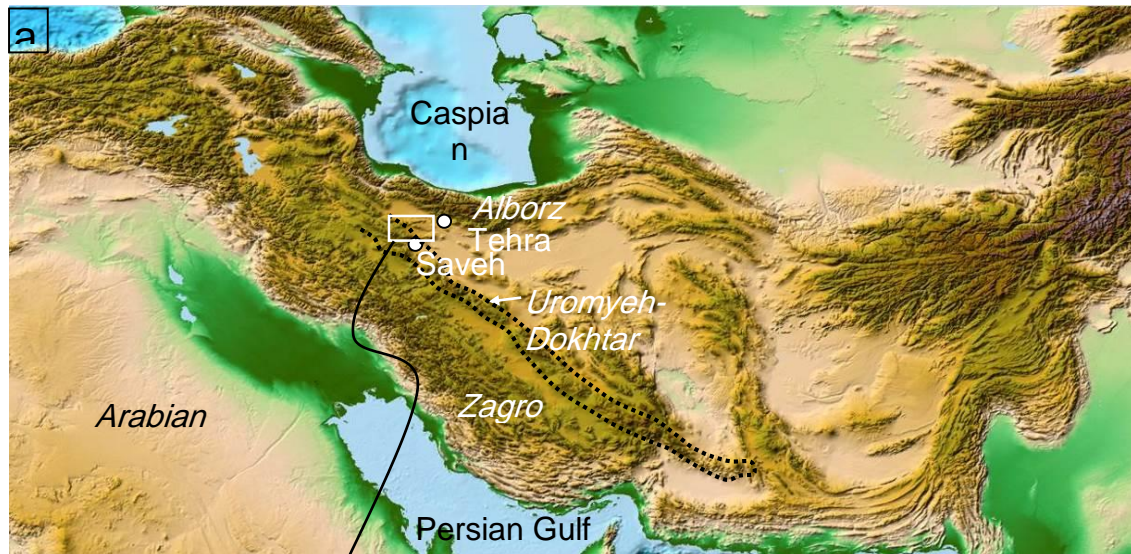 a
Caspia
n
Alborz
Tehra
Saveh
Uromyeh-
Dokhtar
Zagro
Arabian
Persian Gulf